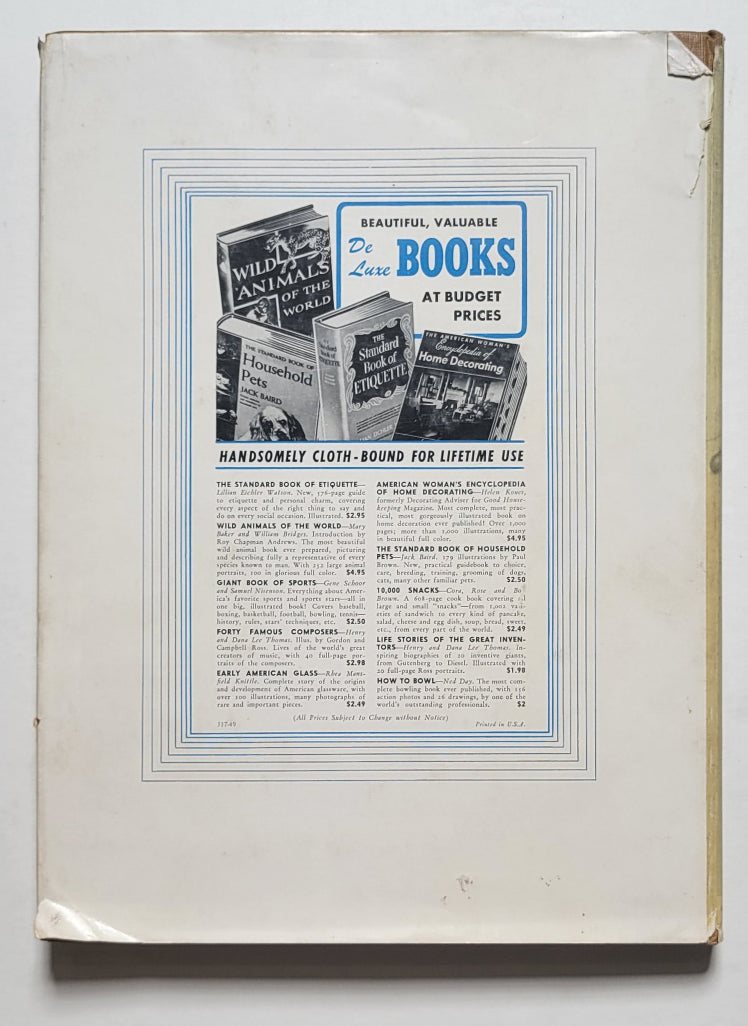 BEAUTIFUL, VALUABLE
De Luxe BOOKS
AT BUDGET
PRICES
WILD
ANIMALS
OF THE
WORLD
THE STANDARD BOOK OF
Household
Pets
JACK BAIRD
THE
Standard
Book of
ETIQUETTE
THE AMERICAN WOMAN'S
Encyclopedia of
Home Decorating
HANDSOMELY CLOTH-BOUND FOR LIFETIME USE
THE STANDARD BOOK OF ETIQUETTE—
Lillian Eichler Watson. New, 576-page guide
to etiquette and personal charm, covering
every aspect of the right thing to say and
do on every social occasion. Illustrated. $2.95
WILD ANIMALS OF THE WORLD—Mary
Baker and William Bridges. Introduction by
Roy Chapman Andrews. The most beautiful
wild animal book ever prepared, picturing
and describing fully a representative of every
species known to man. With 252 large animal
portraits, 100 in glorious full color. $4.95
GIANT BOOK OF SPORTS—Gene Schoor
and Samuel Nisenson. Everything about Amer-
ica's favorite sports and sports stars—all in
one big, illustrated book! Covers baseball,
boxing, basketball, football, bowling, tennis—
history, rules, stars' techniques, etc. $2.50
FORTY FAMOUS COMPOSERS—Henry
and Dana Lee Thomas. Illus. by Gordon and
Campbell Ross. Lives of the world's great
creators of music, with 40 full-page por-
traits of the composers. $2.98
EARLY AMERICAN GLASS—Rhea Mans-
field Knittle. Complete story of the origins
and development of American glassware, with
over 100 illustrations, many photographs of
rare and important pieces. $2.49
AMERICAN WOMAN'S ENCYCLOPEDIA
OF HOME DECORATING—Helen Koues,
formerly Decorating Adviser for Good House-
keeping Magazine. Most complete, most prac-
tical, most gorgeously illustrated book on
home decoration ever published! Over 1,000
pages; more than 1,000 illustrations, many
in beautiful full color. $4.95
THE STANDARD BOOK OF HOUSEHOLD
PETS—Jack Baird. 179 illustrations by Paul
Brown. New, practical guidebook to choice,
care, breeding, training, grooming of dogs,
cats, many other familiar pets. $2.50
10,000 SNACKS—Cora, Rose and Bob
Brown. A 608-page cook book covering all
large and small "snacks"—from 1,002 vari-
eties of sandwich to every kind of pancake,
salad, cheese and egg dish, soup, bread, sweet,
etc., from every part of the world. $2.49
LIFE STORIES OF THE GREAT INVEN-
TORS—Henry and Dana Lee Thomas. In-
spiring biographies of 20 inventive giants,
from Gutenberg to Diesel. Illustrated with
20 full-page Ross portraits. $1.98
HOW TO BOWL—Ned Day. The most com-
plete bowling book ever published, with 156
action photos and 26 drawings, by one of the
world's outstanding professionals. $2
(All Prices Subject to Change without Notice)
517-49
Printed in U.S.A.